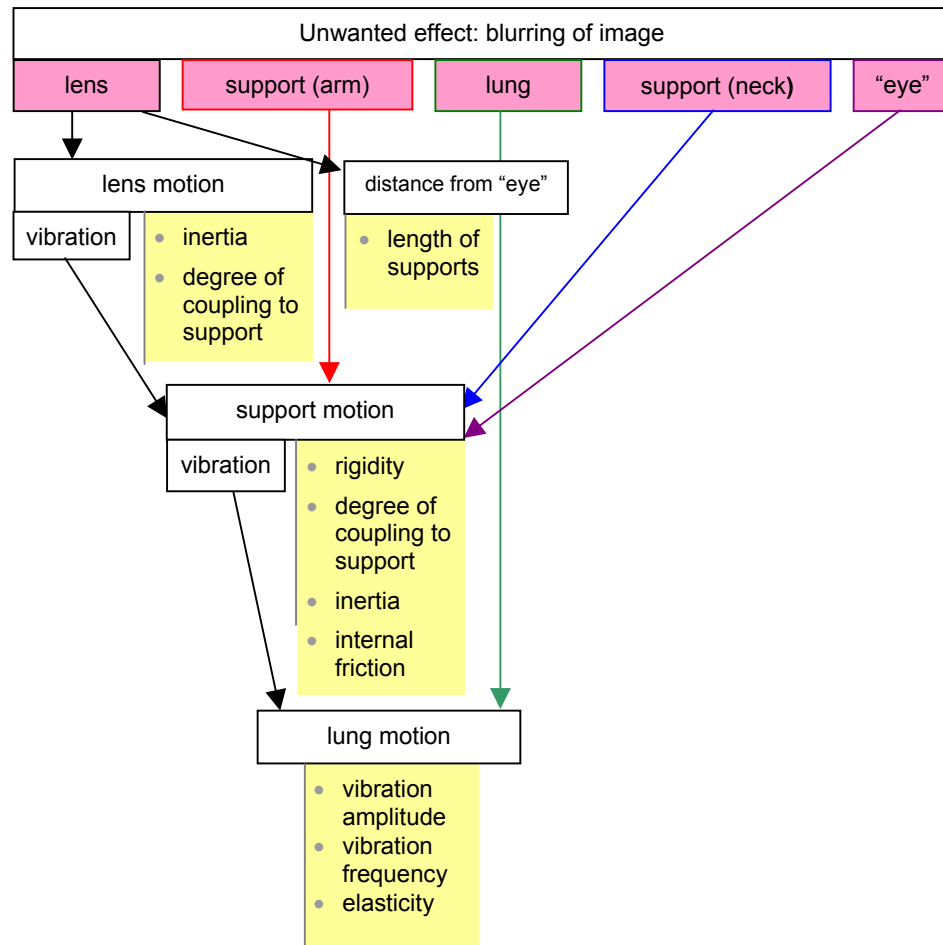 Unwanted effect: blurring of image
lens
support (arm)
lung
support (neck)
“eye”
lens motion
distance from “eye”
vibration
• inertia
• degree of
coupling to
support
• length of
supports
support motion
vibration
• rigidity
• degree of
coupling to
support
• inertia
• internal
friction
lung motion
• vibration
amplitude
• vibration
frequency
• elasticity